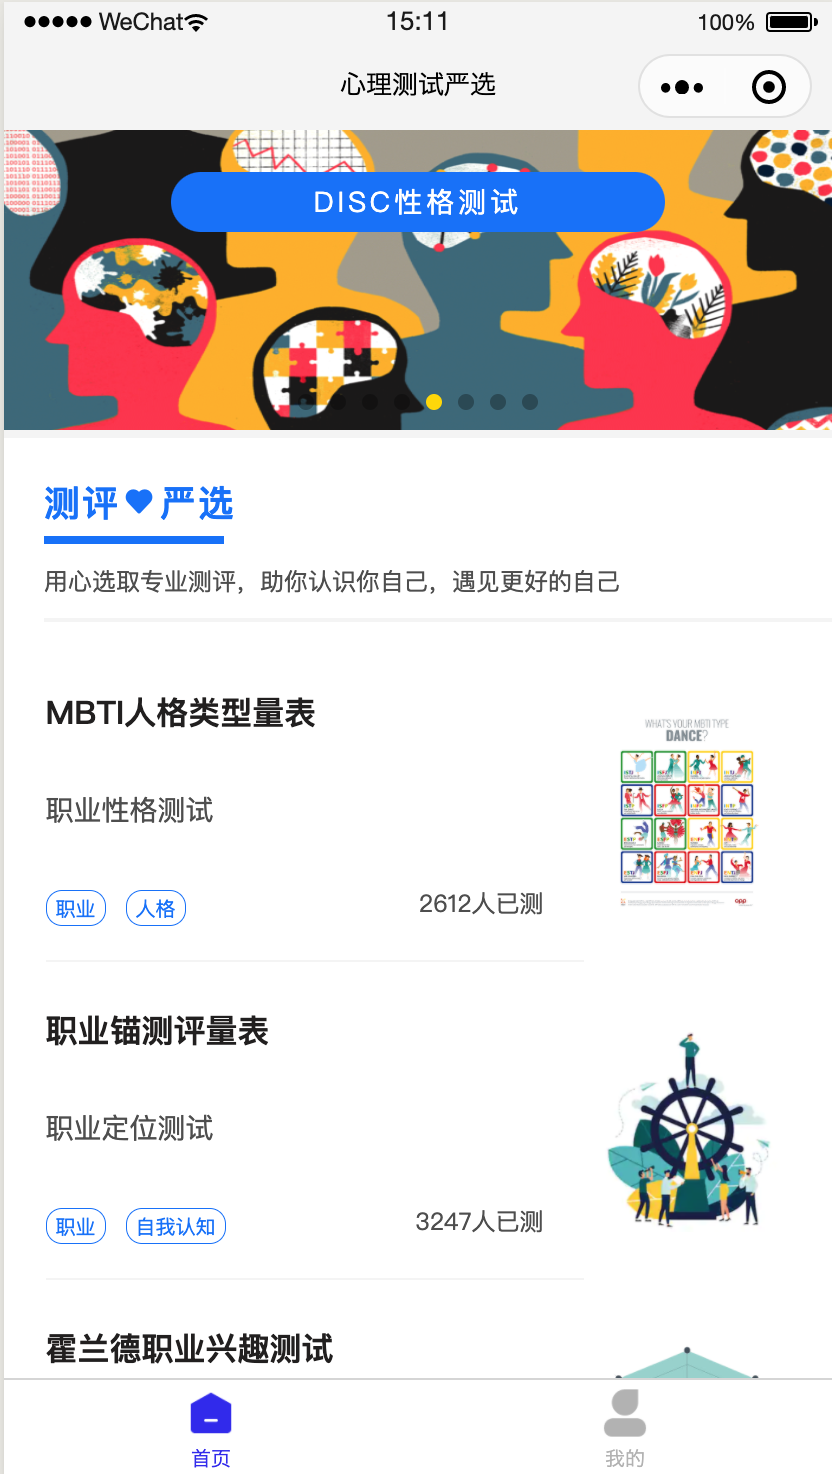 WeChat
15:11
100%
心理测试严选
DISC性格测试
测评严选
用心选取专业测评，助你认识你自己，遇见更好的自己
MBTI人格类型量表
WHAT'S YOUR MBTI TYPE
DANCE?
职业性格测试
职业 人格
2612人已测
职业锚测评量表
职业定位测试
职业 自我认知
3247人已测
霍兰德职业兴趣测试
首页
我的